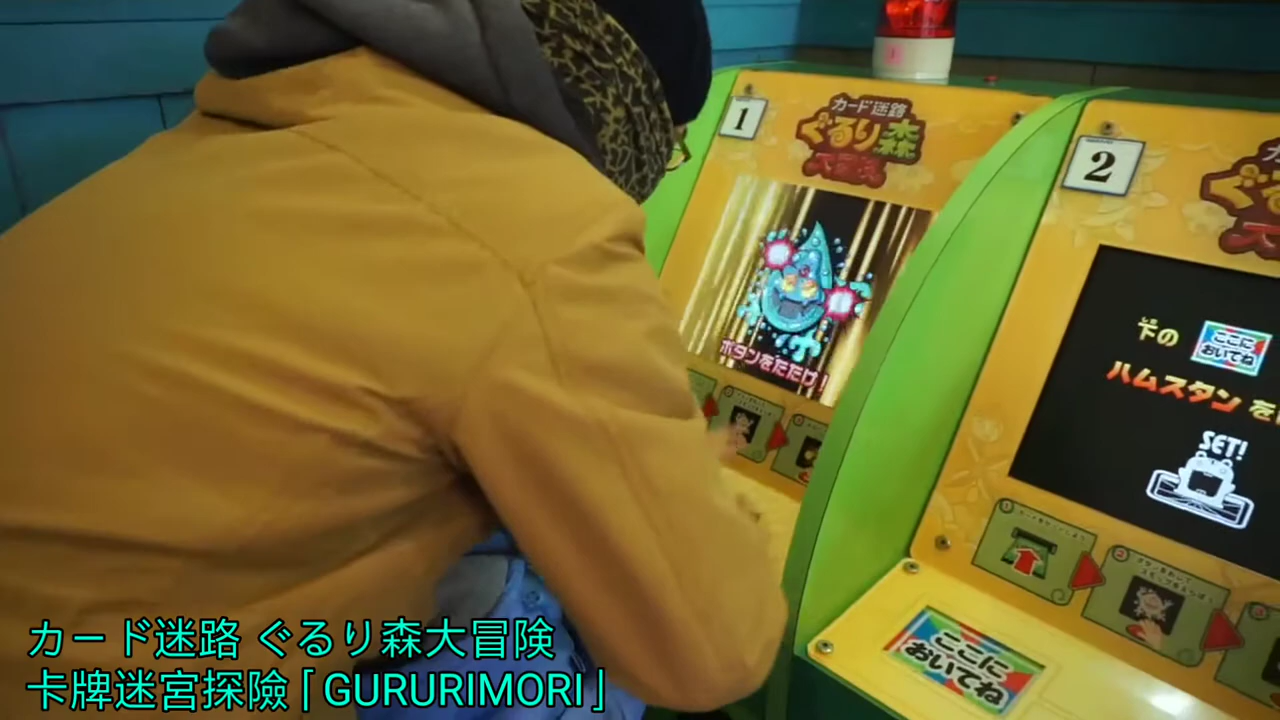 1
カード迷路
ぐるり森
大冒険
ボタンをたたけ!
2
下の
ここに
おいてね
ハムスタン を
SET!
ここに
おいてね
カード迷路 ぐるり森大冒険
卡牌迷宮探險「GURURIMORI」